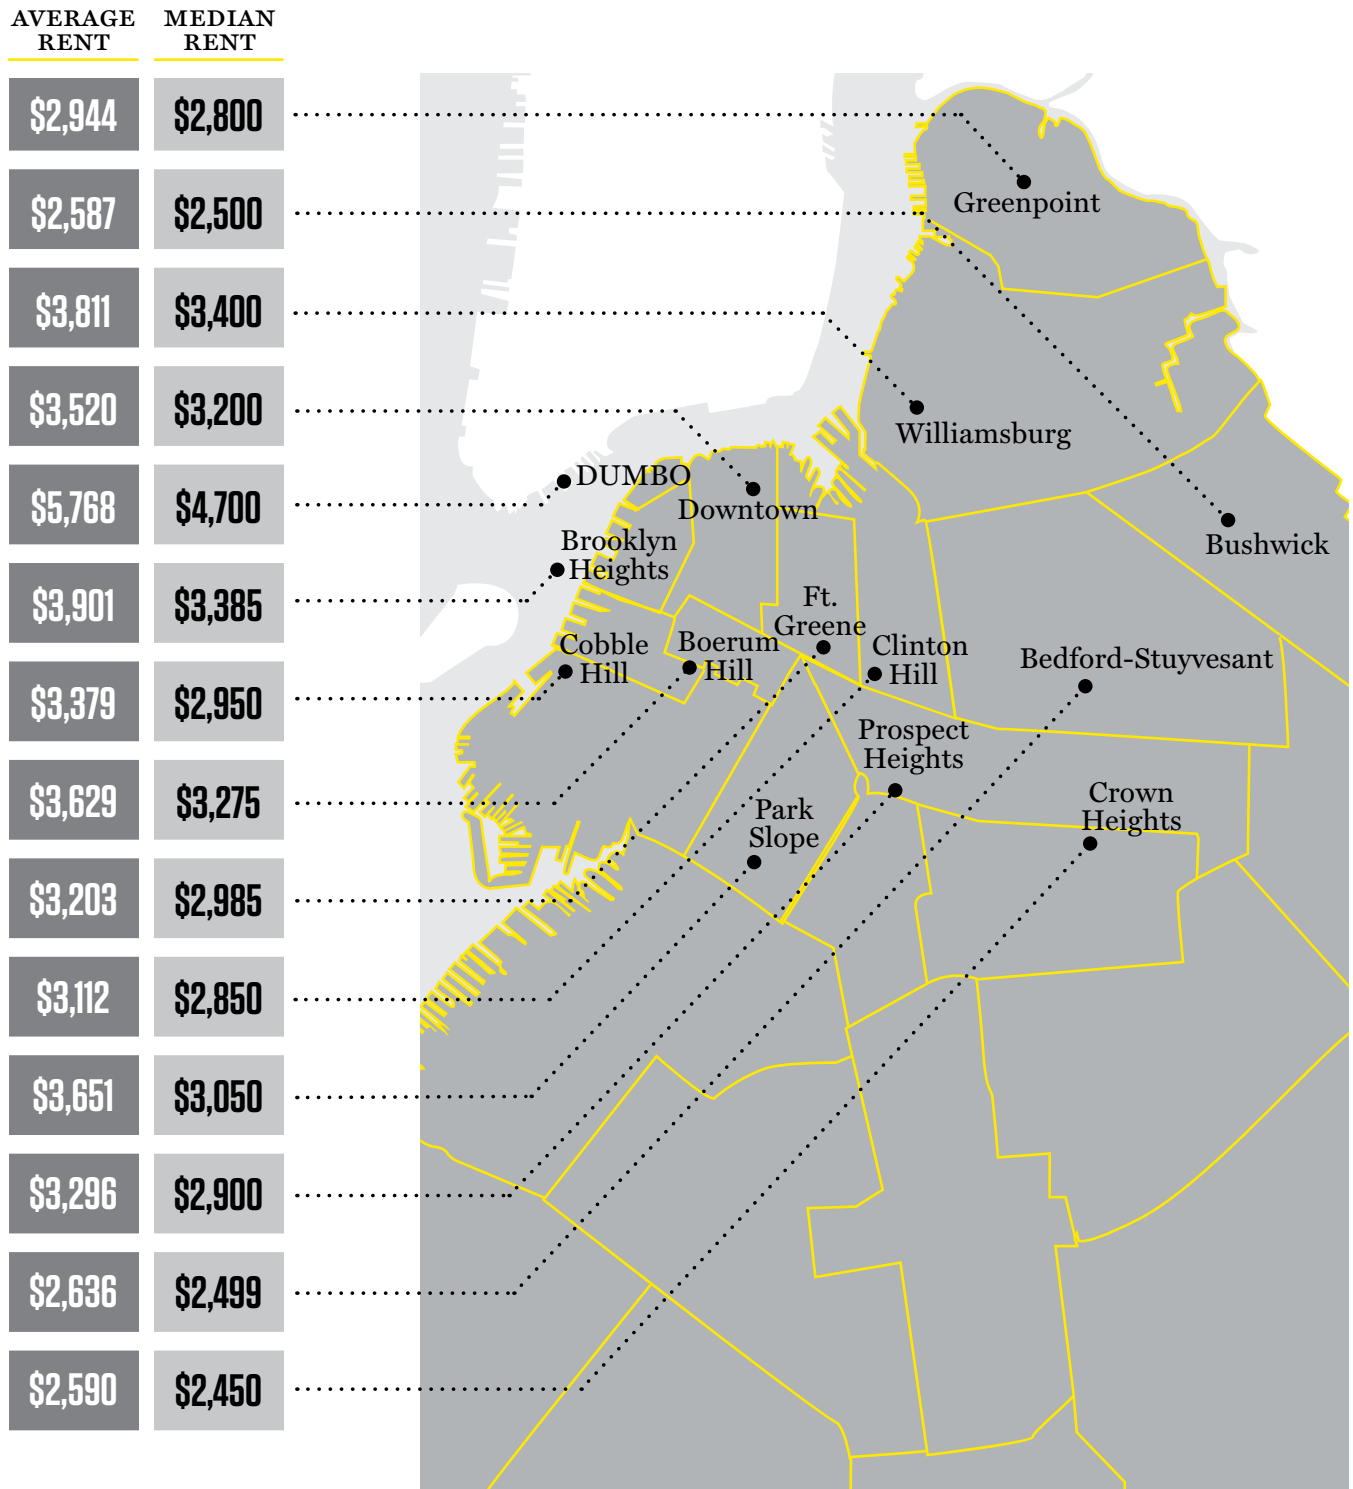 AVERAGE
RENT
MEDIAN
RENT
$2,944 $2,800
$2,587 $2,500
$3,811 $3,400
$3,520 $3,200
$5,768 $4,700
$3,901 $3,385
$3,379 $2,950
$3,629 $3,275
$3,203 $2,985
$3,112 $2,850
$3,651 $3,050
$3,296 $2,900
$2,636 $2,499
$2,590 $2,450
Greenpoint
Williamsburg
DUMBO
Downtown
Bushwick
Brooklyn
Heights
Cobble
Hill
Boerum
Hill
Ft.
Greene
Clinton
Hill
Bedford-Stuyvesant
Prospect
Heights
Park
Slope
Crown
Heights